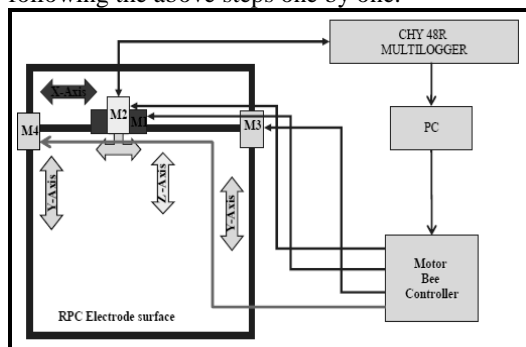 following the above steps one by one.
CHY 48R
MULTILOGGER
X-Axis
M2
M1
M4
M3
PC
Y-Axis
Z-Axis
Y-Axis
Motor
Bee
Controller
RPC Electrode surface